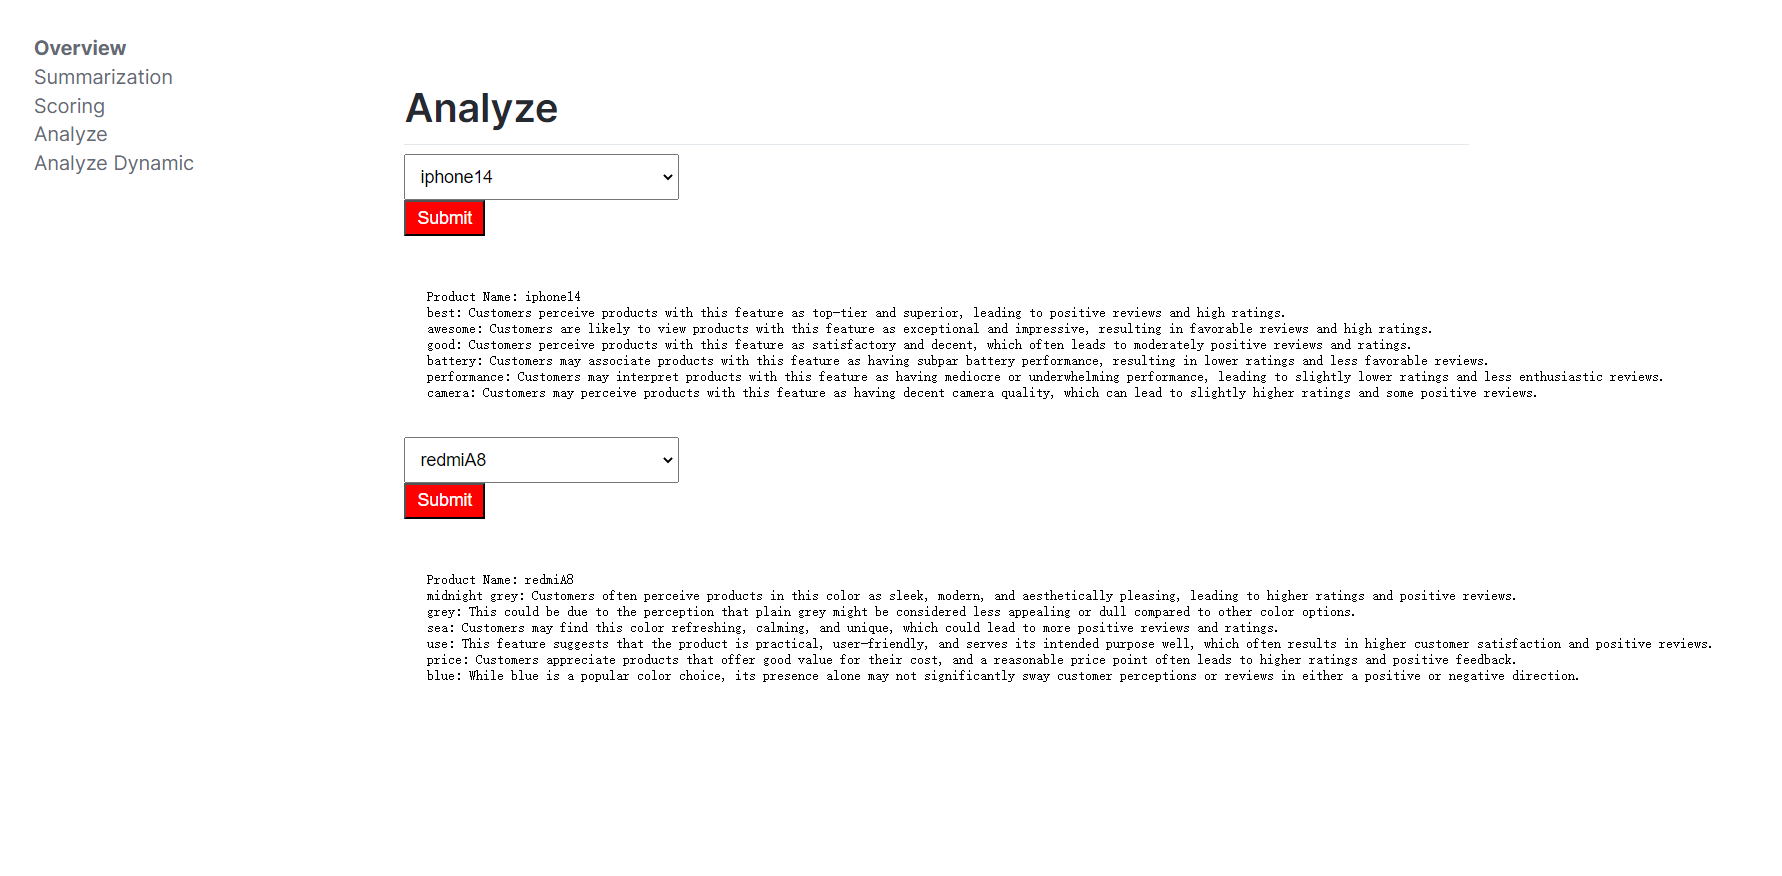 Overview
Summarization
Scoring
Analyze
Analyze Dynamic
Analyze
iphone14
Submit
Product Name: iphone14
best: Customers perceive products with this feature as top-tier and superior, leading to positive reviews and high ratings.
awesome: Customers are likely to view products with this feature as exceptional and impressive, resulting in favorable reviews and high ratings.
good: Customers perceive products with this feature as satisfactory and decent, which often leads to moderately positive reviews and ratings.
battery: Customers may associate products with this feature as having subpar battery performance, resulting in lower ratings and less favorable reviews.
performance: Customers may interpret products with this feature as having mediocre or underwhelming performance, leading to slightly lower ratings and less enthusiastic reviews.
camera: Customers may perceive products with this feature as having decent camera quality, which can lead to slightly higher ratings and some positive reviews.
redmiA8
Submit
Product Name: redmiA8
midnight grey: Customers often perceive products in this color as sleek, modern, and aesthetically pleasing, leading to higher ratings and positive reviews.
grey: This could be due to the perception that plain grey might be considered less appealing or dull compared to other color options.
sea: Customers may find this color refreshing, calming, and unique, which could lead to more positive reviews and ratings.
use: This feature suggests that the product is practical, user-friendly, and serves its intended purpose well, which often results in higher customer satisfaction and positive reviews.
price: Customers appreciate products that offer good value for their cost, and a reasonable price point often leads to higher ratings and positive feedback.
blue: While blue is a popular color choice, its presence alone may not significantly sway customer perceptions or reviews in either a positive or negative direction.